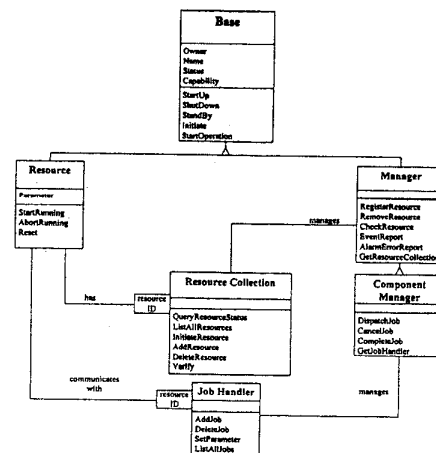 Base
Owner
Name
Status
Capability
StartUp
ShutDown
StandBy
Initiate
StartOperation
Resource
Parameter
StartRunning
AbortRunning
Reset
Manager
RegisterResource
RemoveResource
CheckResource
EventReport
AlarmErrorReport
GetResourceCollection
manages
Resource Collection
QueryResourceStatus
ListAllResources
InitiateResource
AddResource
DeleteResource
Varify
has
resource
ID
Component
Manager
DispatchJob
CancelJob
CompleteJob
GetJobHandler
communicates
with
resource
ID
manages
Job Handler
AddJob
DeleteJob
SetParameter
ListAllJobs